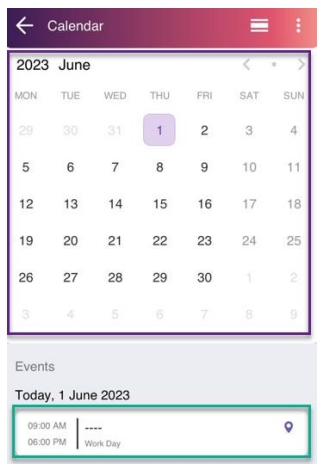 Calendar
2023 June
MON TUE WED THU FRI SAT SUN
29 30 31 1 2 3 4
5 6 7 8 9 10 11
12 13 14 15 16 17 18
19 20 21 22 23 24 25
26 27 28 29 30 1 2
3 4 5 6 7 8 9
Events
Today, 1 June 2023
09:00 AM ----
06:00 PM Work Day